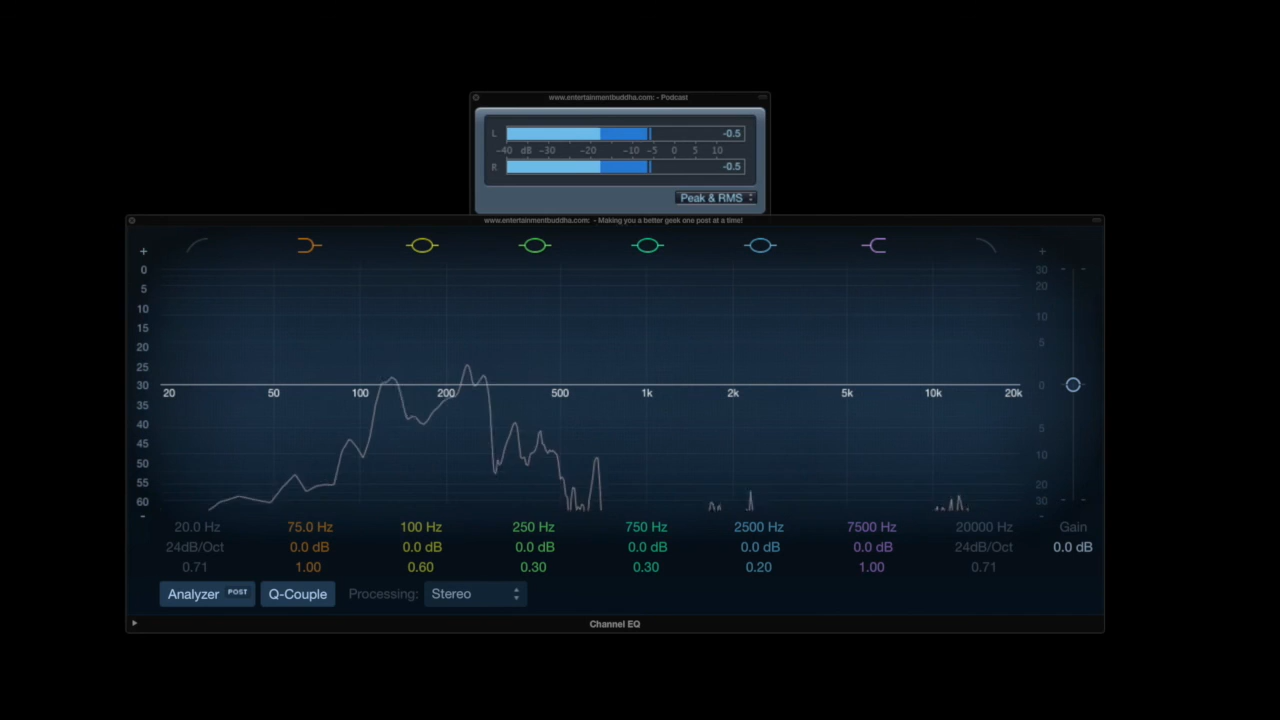 www.entertainmentbuddha.com: - Podcast
L -0.5
-40 dB -30 -20 -10 -5 0 5 10
R -0.5
Peak & RMS
www.entertainmentbuddha.com: - Making you a better geek one post at a time!
+ +
0 30
5 20
10 10
15 5
20
25
30 0
20 50 100 200 500 1k 2k 5k 10k 20k
35
40 5
45 10
50
55 20
60 30
- -
20.0 Hz 75.0 Hz 100 Hz 250 Hz 750 Hz 2500 Hz 7500 Hz 20000 Hz Gain
24dB/Oct 0.0 dB 0.0 dB 0.0 dB 0.0 dB 0.0 dB 0.0 dB 24dB/Oct 0.0 dB
0.71 1.00 0.60 0.30 0.30 0.20 1.00 0.71
Analyzer POST Q-Couple Processing: Stereo
Channel EQ